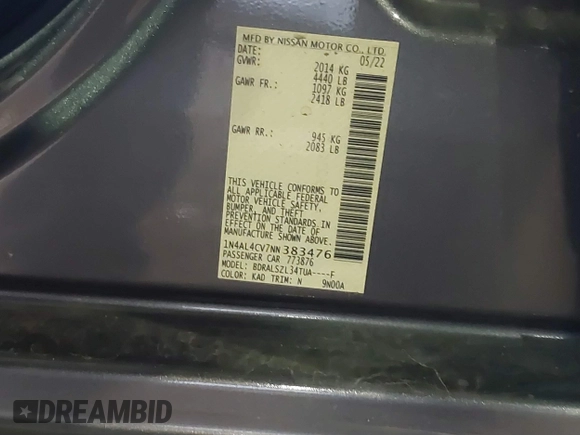 MFD BY NISSAN MOTOR CO., LTD.
DATE: 05/22
GVWR: 2014 KG
4440 LB
GAWR FR.: 1097 KG
2418 LB
GAWR RR.: 945 KG
2083 LB
THIS VEHICLE CONFORMS TO
ALL APPLICABLE FEDERAL
MOTOR VEHICLE SAFETY,
BUMPER, AND THEFT
PREVENTION STANDARDS
IN EFFECT ON THE DATE OF
MANUFACTURE SHOWN ABOVE.
1N4AL4CV7NN383476
PASSENGER CAR 773876
MODEL: BDRALSZL34TUA----F
COLOR: KAD TRIM: N 9N00A
DREAMBID